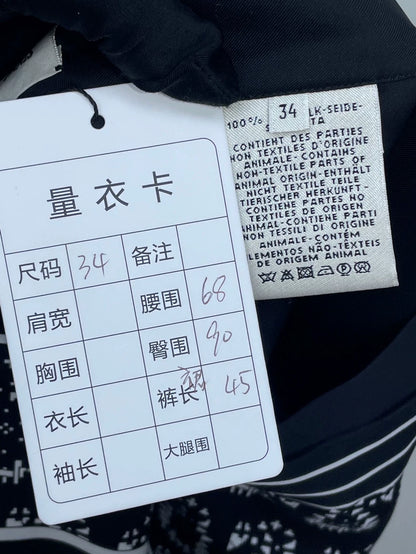 量衣卡
尺码 34 备注
肩宽 腰围 68
胸围 臀围 90
衣长 裤长 裙 45
袖长 大腿围
34
100% LK-SEIDE-
TA
CONTIENT DES PARTIES
NON TEXTILES D'ORIGINE
ANIMALE-CONTAINS
NON-TEXTILE PARTS OF
ANIMAL ORIGIN-ENTHÄLT
NICHT TEXTILE TEILE
TIERISCHER HERKUNFT-
CONTIENE PARTES NO
TEXTILES DE ORIGEN
ANIMAL-CONTIENE PARTI
NON TESSILI DI ORIGINE
ANIMALE-CONTÉM
ELEMENTOS NÃO-TÊXTEIS
DE ORIGEM ANIMAL